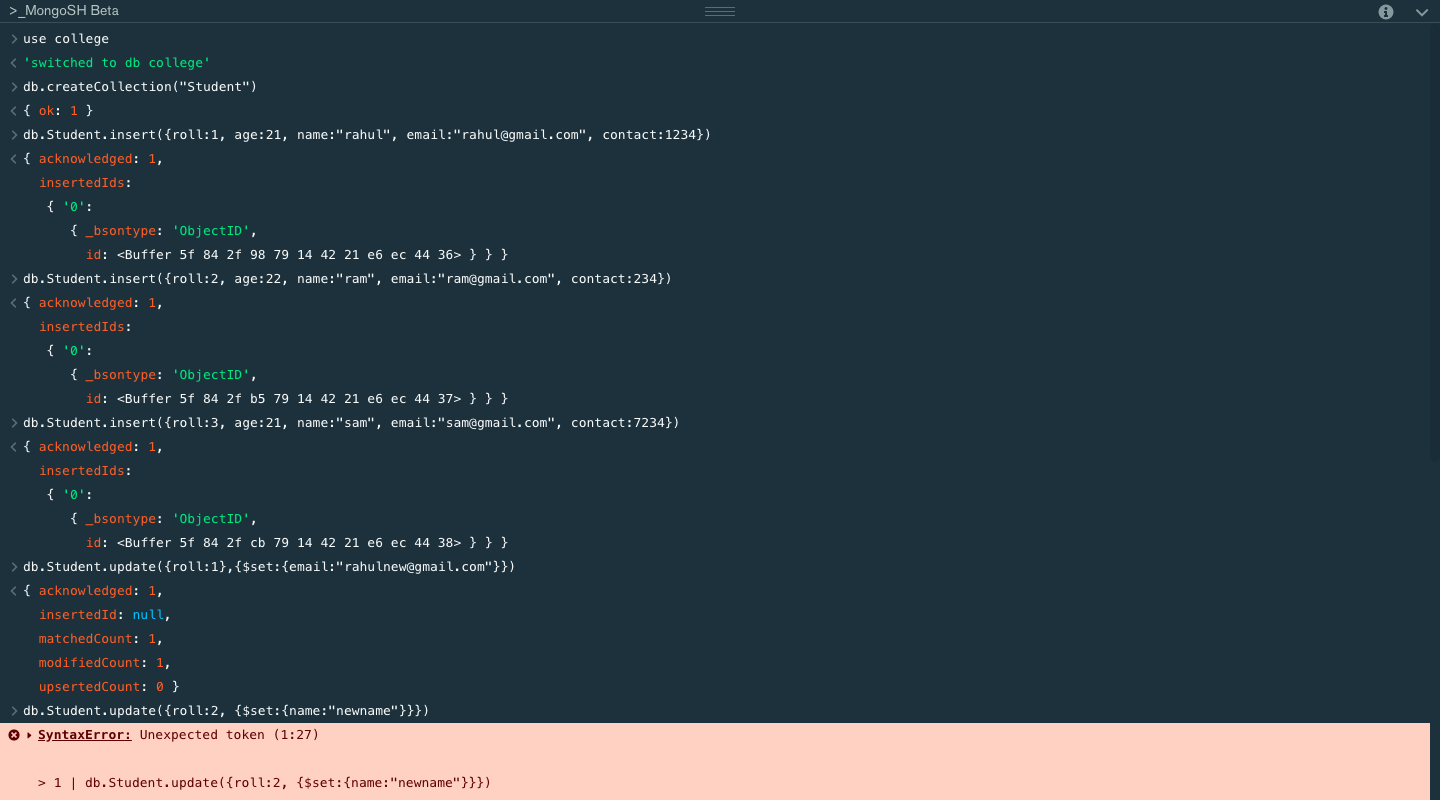 >_MongoSH Beta
> use college
< 'switched to db college'
> db.createCollection("Student")
< { ok: 1 }
> db.Student.insert({roll:1, age:21, name:"rahul", email:"rahul@gmail.com", contact:1234})
< { acknowledged: 1,
insertedIds:
{ '0':
{ _bsontype: 'ObjectID',
id: <Buffer 5f 84 2f 98 79 14 42 21 e6 ec 44 36> } } }
> db.Student.insert({roll:2, age:22, name:"ram", email:"ram@gmail.com", contact:234})
< { acknowledged: 1,
insertedIds:
{ '0':
{ _bsontype: 'ObjectID',
id: <Buffer 5f 84 2f b5 79 14 42 21 e6 ec 44 37> } } }
> db.Student.insert({roll:3, age:21, name:"sam", email:"sam@gmail.com", contact:7234})
< { acknowledged: 1,
insertedIds:
{ '0':
{ _bsontype: 'ObjectID',
id: <Buffer 5f 84 2f cb 79 14 42 21 e6 ec 44 38> } } }
> db.Student.update({roll:1},{$set:{email:"rahulnew@gmail.com"}})
< { acknowledged: 1,
insertedId: null,
matchedCount: 1,
modifiedCount: 1,
upsertedCount: 0 }
> db.Student.update({roll:2, {$set:{name:"newname"}}})
SyntaxError: Unexpected token (1:27)
> 1 | db.Student.update({roll:2, {$set:{name:"newname"}}})